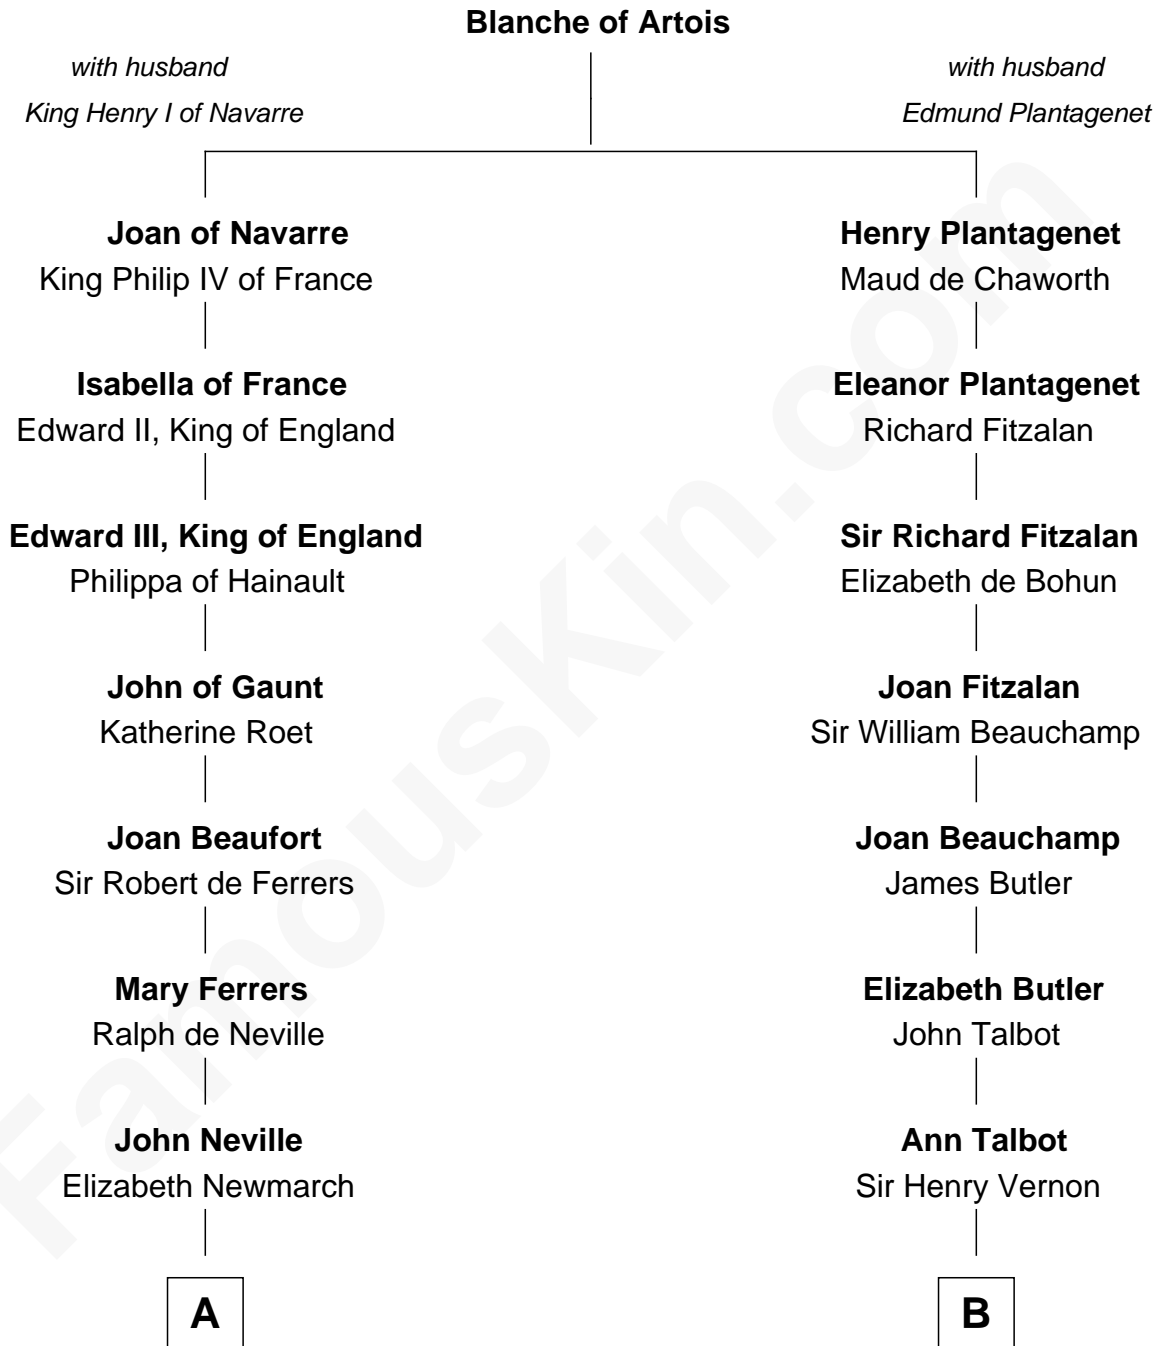 Blanche of Artois
with husband
King Henry I of Navarre
with husband
Edmund Plantagenet
Joan of Navarre
King Philip IV of France
Henry Plantagenet
Maud de Chaworth
Isabella of France
Edward II, King of England
Eleanor Plantagenet
Richard Fitzalan
Edward III, King of England
Philippa of Hainault
Sir Richard Fitzalan
Elizabeth de Bohun
John of Gaunt
Katherine Roet
Joan Fitzalan
Sir William Beauchamp
Joan Beaufort
Sir Robert de Ferrers
Joan Beauchamp
James Butler
Mary Ferrers
Ralph de Neville
Elizabeth Butler
John Talbot
John Neville
Elizabeth Newmarch
Ann Talbot
Sir Henry Vernon
A
B
FamousKin.com